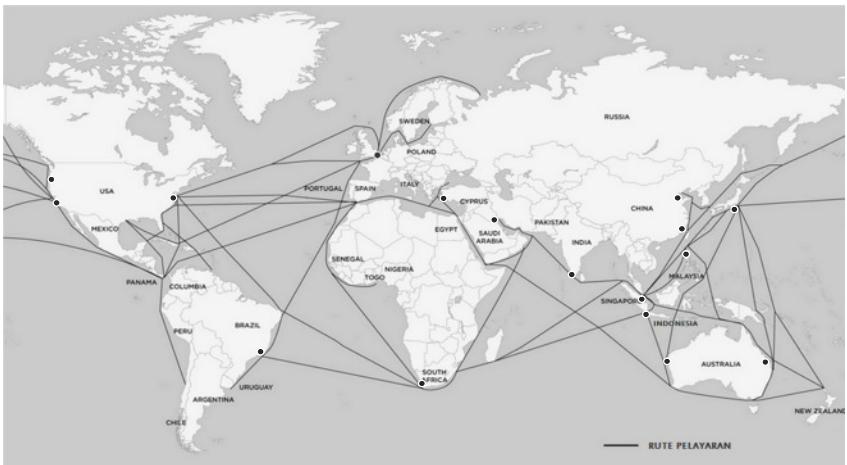 SWEDEN
RUSSIA
POLAND
USA
PORTUGAL
SPAIN
ITALY
CYPRUS
CHINA
MEXICO
EGYPT
SAUDI
ARABIA
PAKISTAN
INDIA
SENEGAL
NIGERIA
TOGO
MALAYSIA
PANAMA
COLUMBIA
SINGAPOR
INDONESIA
PERU
BRAZIL
AUSTRALIA
SOUTH
AFRICA
URUGUAY
ARGENTINA
NEW ZEALAND
CHILE
RUTE PELAYARAN